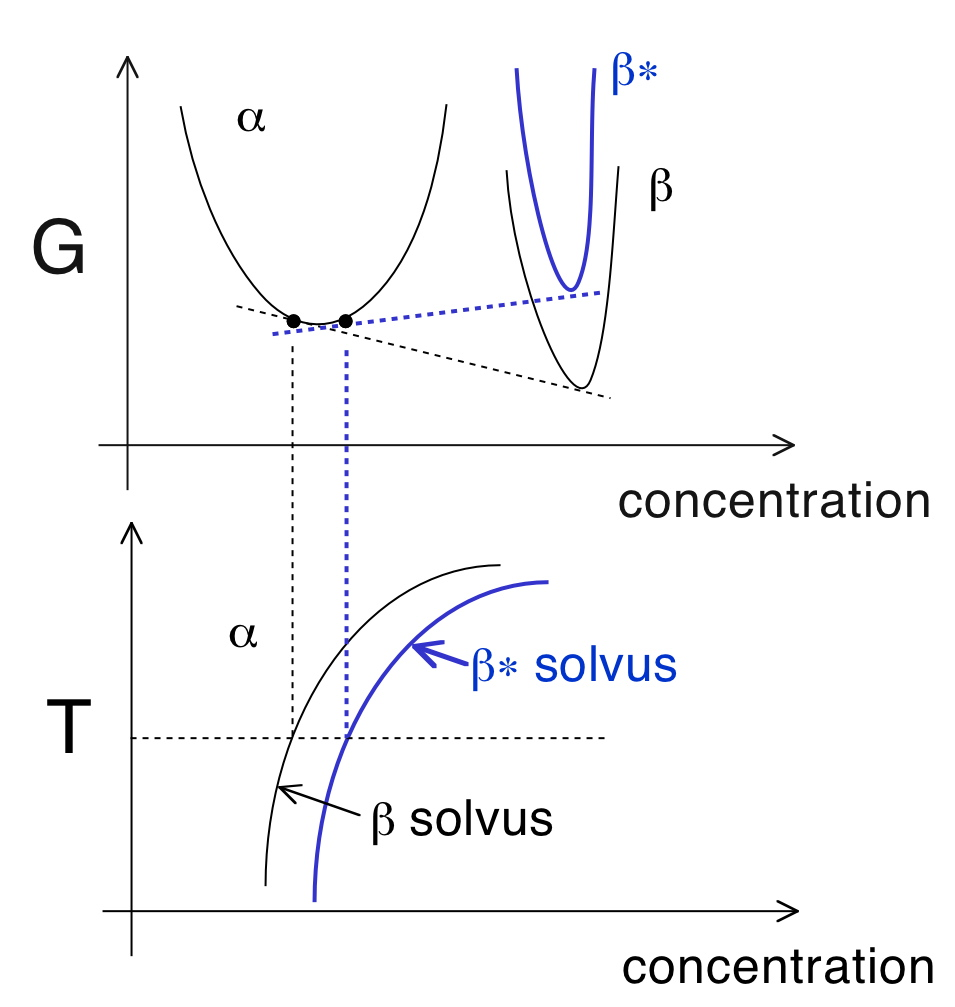 β*
α
β
G
concentration
α
β* solvus
T
β solvus
concentration